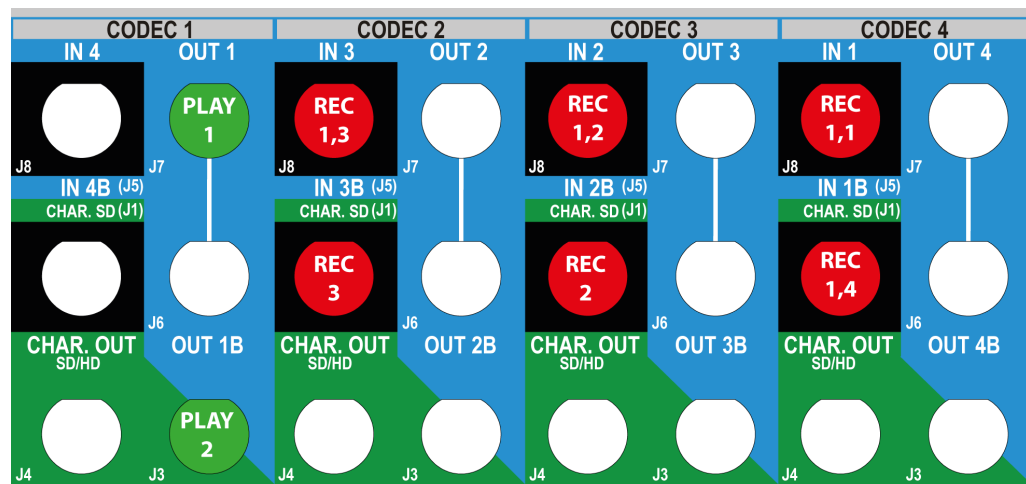 CODEC 1 CODEC 2 CODEC 3 CODEC 4
IN 4 OUT 1 IN 3 OUT 2 IN 2 OUT 3 IN 1 OUT 4
PLAY REC REC REC
1 1,3 1,2 1,1
J8 J7 J8 J7 J8 J7 J8 J7
IN 4B (J5) IN 3B (J5) IN 2B (J5) IN 1B (J5)
CHAR. SD (J1) CHAR. SD (J1) CHAR. SD (J1) CHAR. SD (J1)
REC REC REC
3 2 1,4
J6 J6 J6 J6
CHAR. OUT OUT 1B CHAR. OUT OUT 2B CHAR. OUT OUT 3B CHAR. OUT OUT 4B
SD/HD SD/HD SD/HD SD/HD
PLAY
2
J4 J3 J4 J3 J4 J3 J4 J3